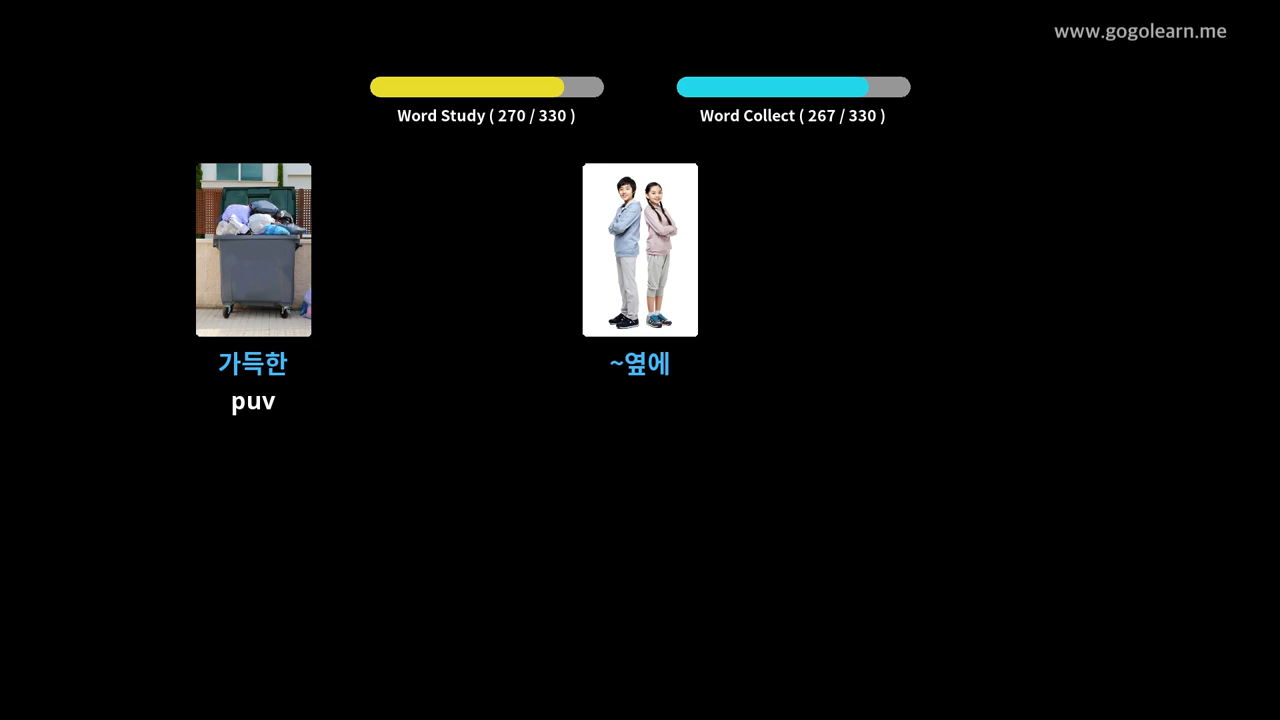 www.gogolearn.me
Word Study ( 270 / 330 )
Word Collect ( 267 / 330 )
가득한
~옆에
puv